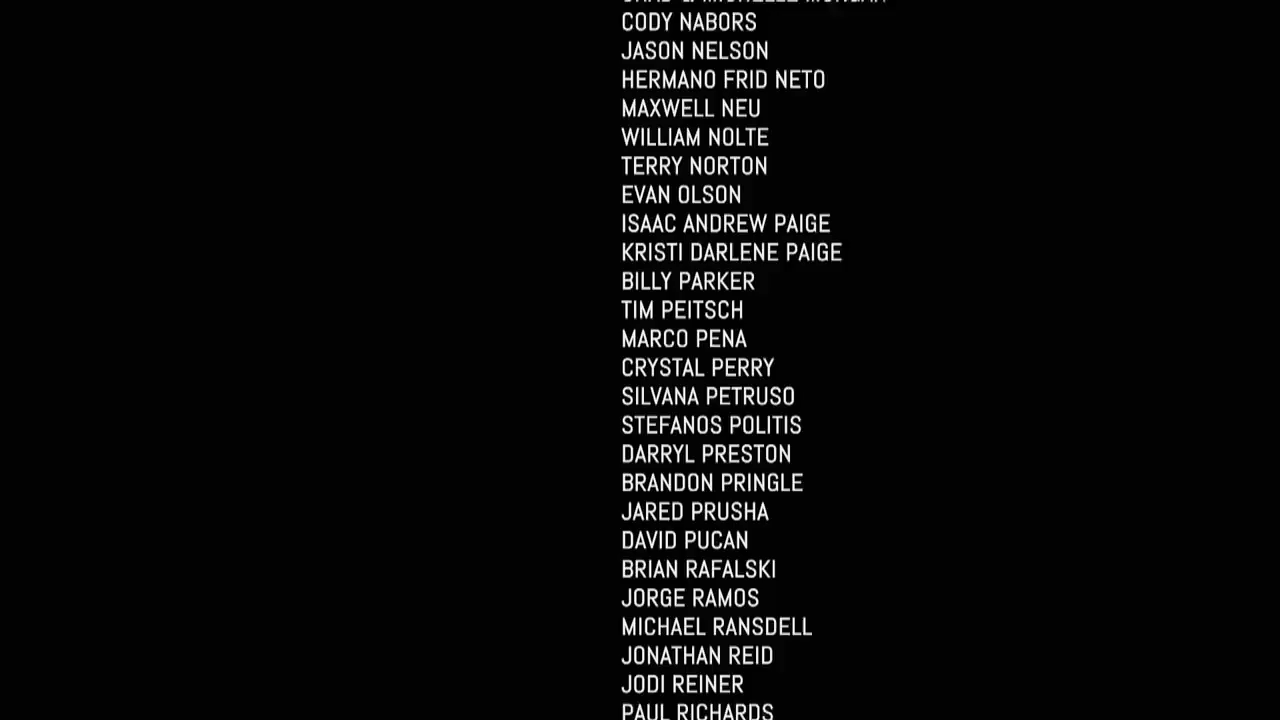 CODY NABORS
JASON NELSON
HERMANO FRID NETO
MAXWELL NEU
WILLIAM NOLTE
TERRY NORTON
EVAN OLSON
ISAAC ANDREW PAIGE
KRISTI DARLENE PAIGE
BILLY PARKER
TIM PEITSCH
MARCO PENA
CRYSTAL PERRY
SILVANA PETRUSO
STEFANOS POLITIS
DARRYL PRESTON
BRANDON PRINGLE
JARED PRUSHA
DAVID PUCAN
BRIAN RAFALSKI
JORGE RAMOS
MICHAEL RANSDELL
JONATHAN REID
JODI REINER
PAUL RICHARDS